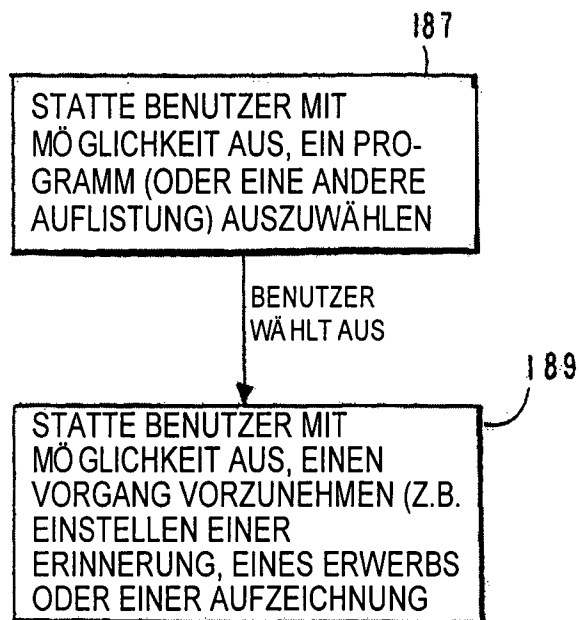 187
STATTE BENUTZER MIT
MÖGLICHKEIT AUS, EIN PRO-
GRAMM (ODER EINE ANDERE
AUFLISTUNG) AUSZUWÄHLEN
BENUTZER
WÄHLT AUS
189
STATTE BENUTZER MIT
MÖGLICHKEIT AUS, EINEN
VORGANG VORZUNEHMEN (Z.B.
EINSTELLEN EINER
ERINNERUNG, EINES ERWERBS
ODER EINER AUFZEICHNUNG